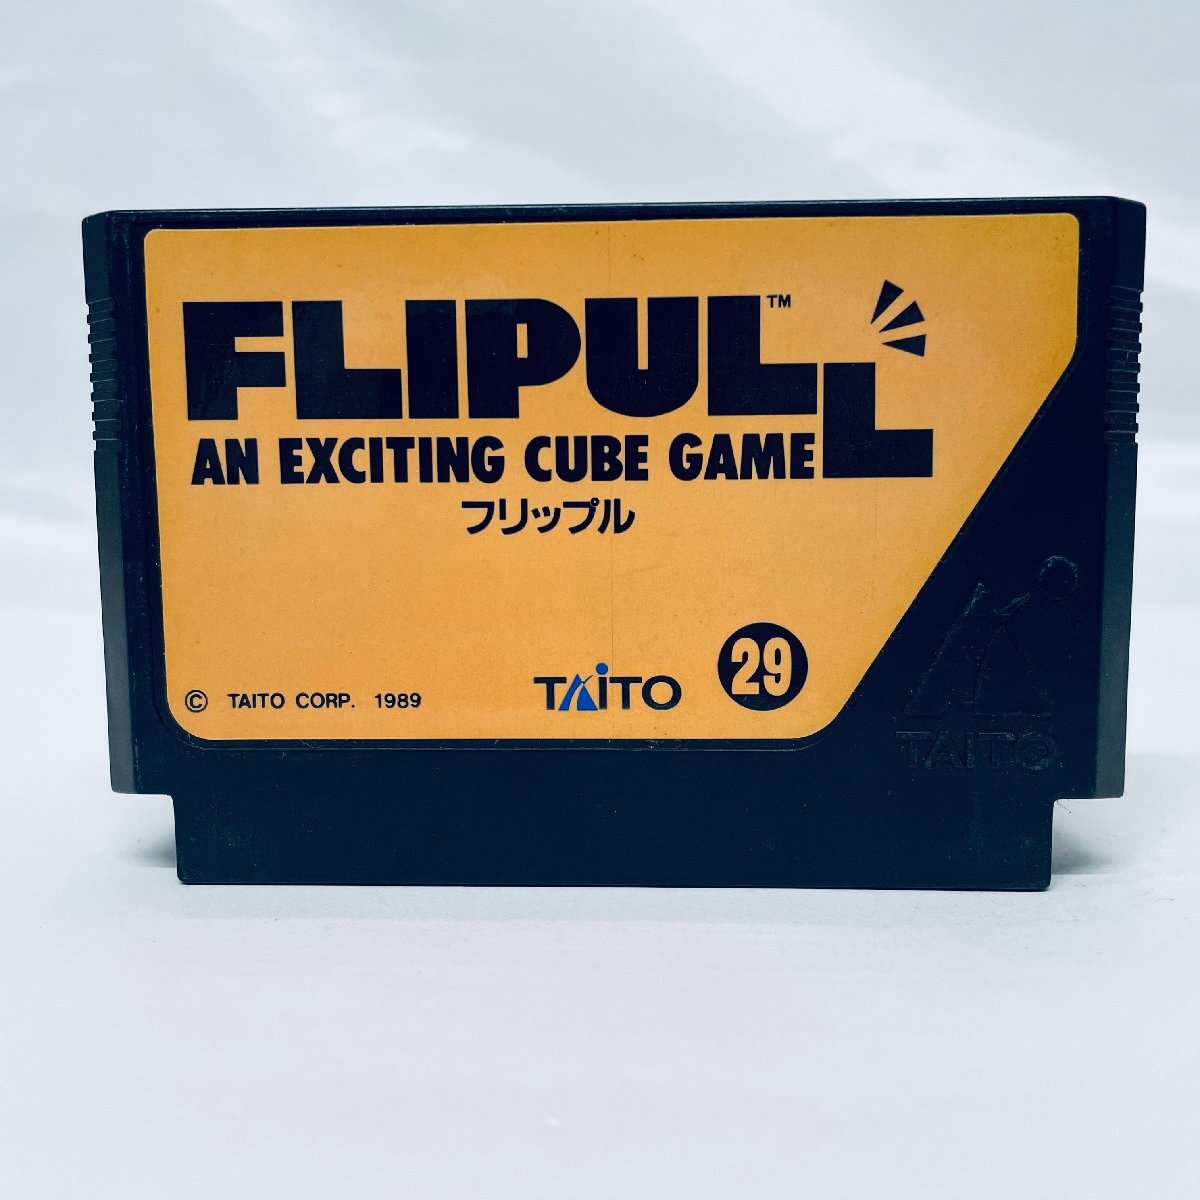 FLIPULL™
AN EXCITING CUBE GAME
フリップル
© TAITO CORP. 1989
TAITO
29
TAITO